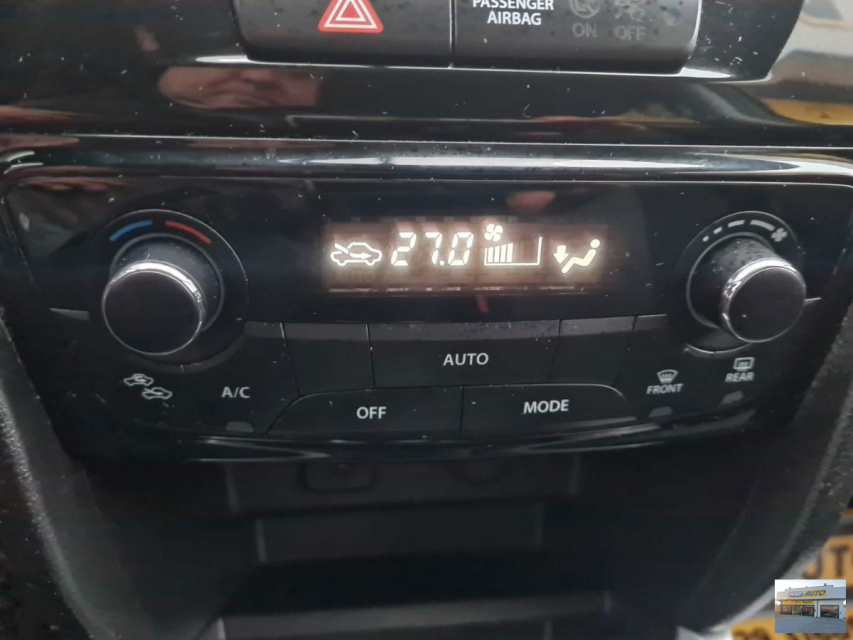 PASSENGER
AIRBAG
ON OFF
27.0
AUTO
A/C
OFF
MODE
FRONT
REAR
AUTO